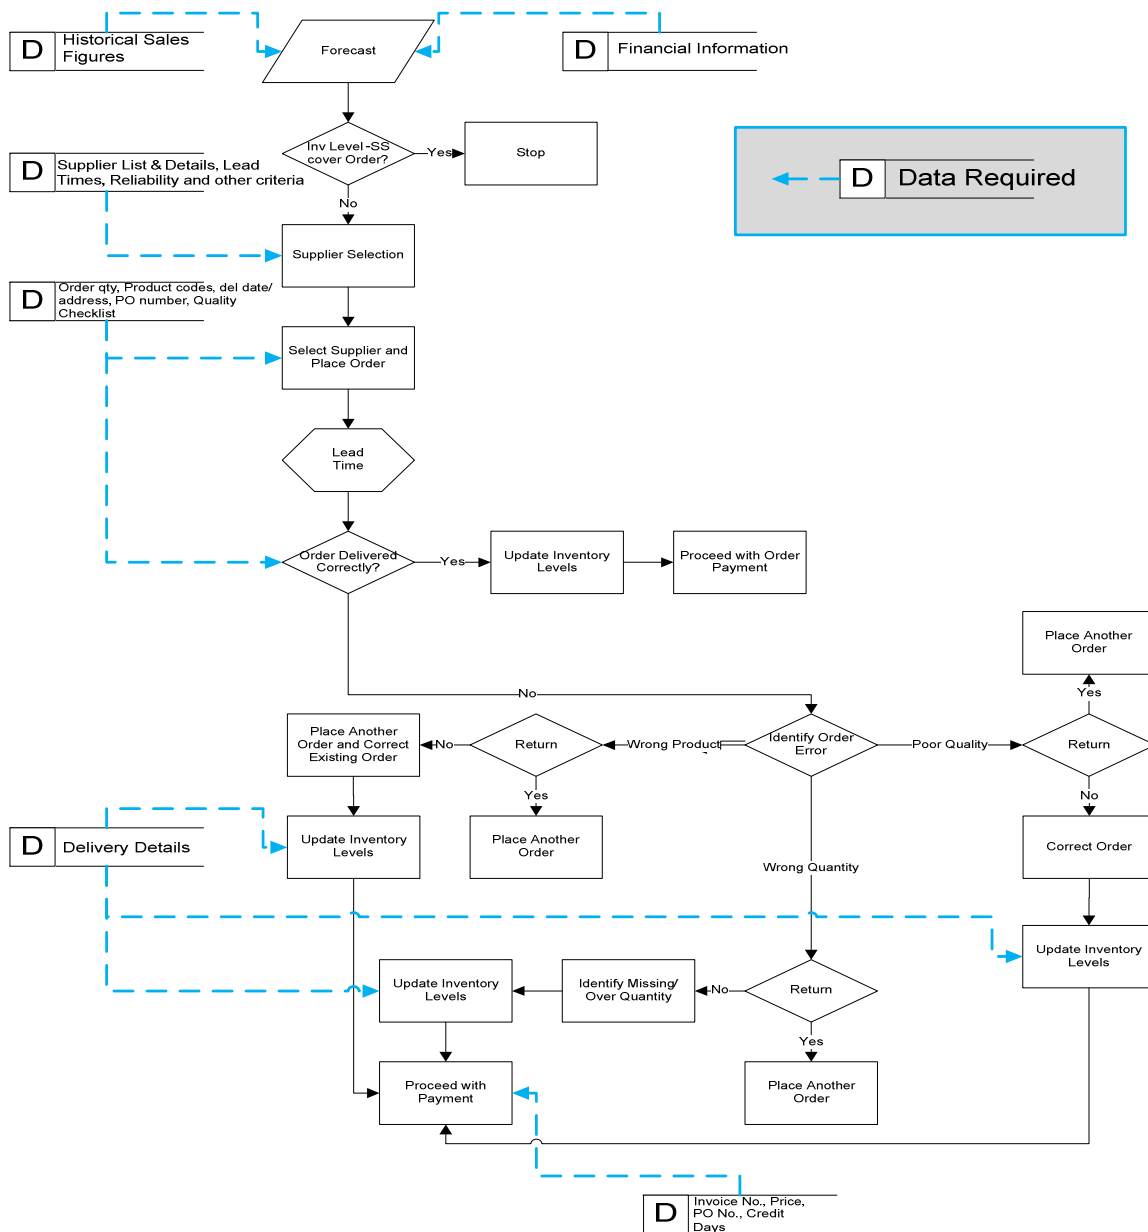 D
Historical Sales
Figures
Forecast
D
Financial Information
Inv Level -SS
cover Order?
Yes
Stop
D
Supplier List & Details, Lead
Times, Reliability and other criteria
D
Data Required
No
Supplier Selection
D
Order qty, Product codes, del date/
address, PO number, Quality
Checklist
Select Supplier and
Place Order
Lead
Time
Order Delivered
Correctly?
Yes
Update Inventory
Levels
Proceed with Order
Payment
Place Another
Order
Yes
No
Place Another
Order and Correct
Existing Order
No
Return
Wrong Product
Identify Order
Error
Poor Quality
Return
Yes
No
D
Delivery Details
Update Inventory
Levels
Place Another
Order
Correct Order
Wrong Quantity
Update Inventory
Levels
Update Inventory
Levels
Identify Missing/
Over Quantity
No
Return
Yes
Proceed with
Payment
Place Another
Order
D
Invoice No., Price,
PO No., Credit
Days